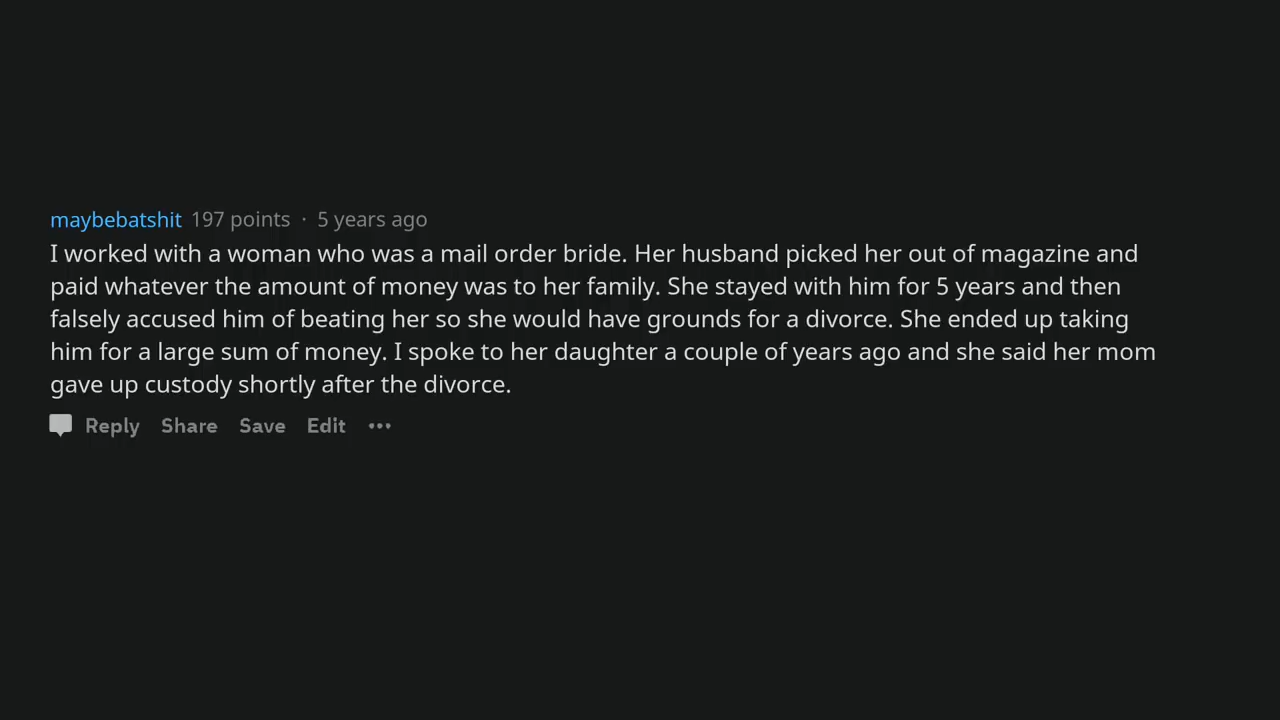 maybebatshit 197 points · 5 years ago
I worked with a woman who was a mail order bride. Her husband picked her out of magazine and
paid whatever the amount of money was to her family. She stayed with him for 5 years and then
falsely accused him of beating her so she would have grounds for a divorce. She ended up taking
him for a large sum of money. I spoke to her daughter a couple of years ago and she said her mom
gave up custody shortly after the divorce.
Reply Share Save Edit •••